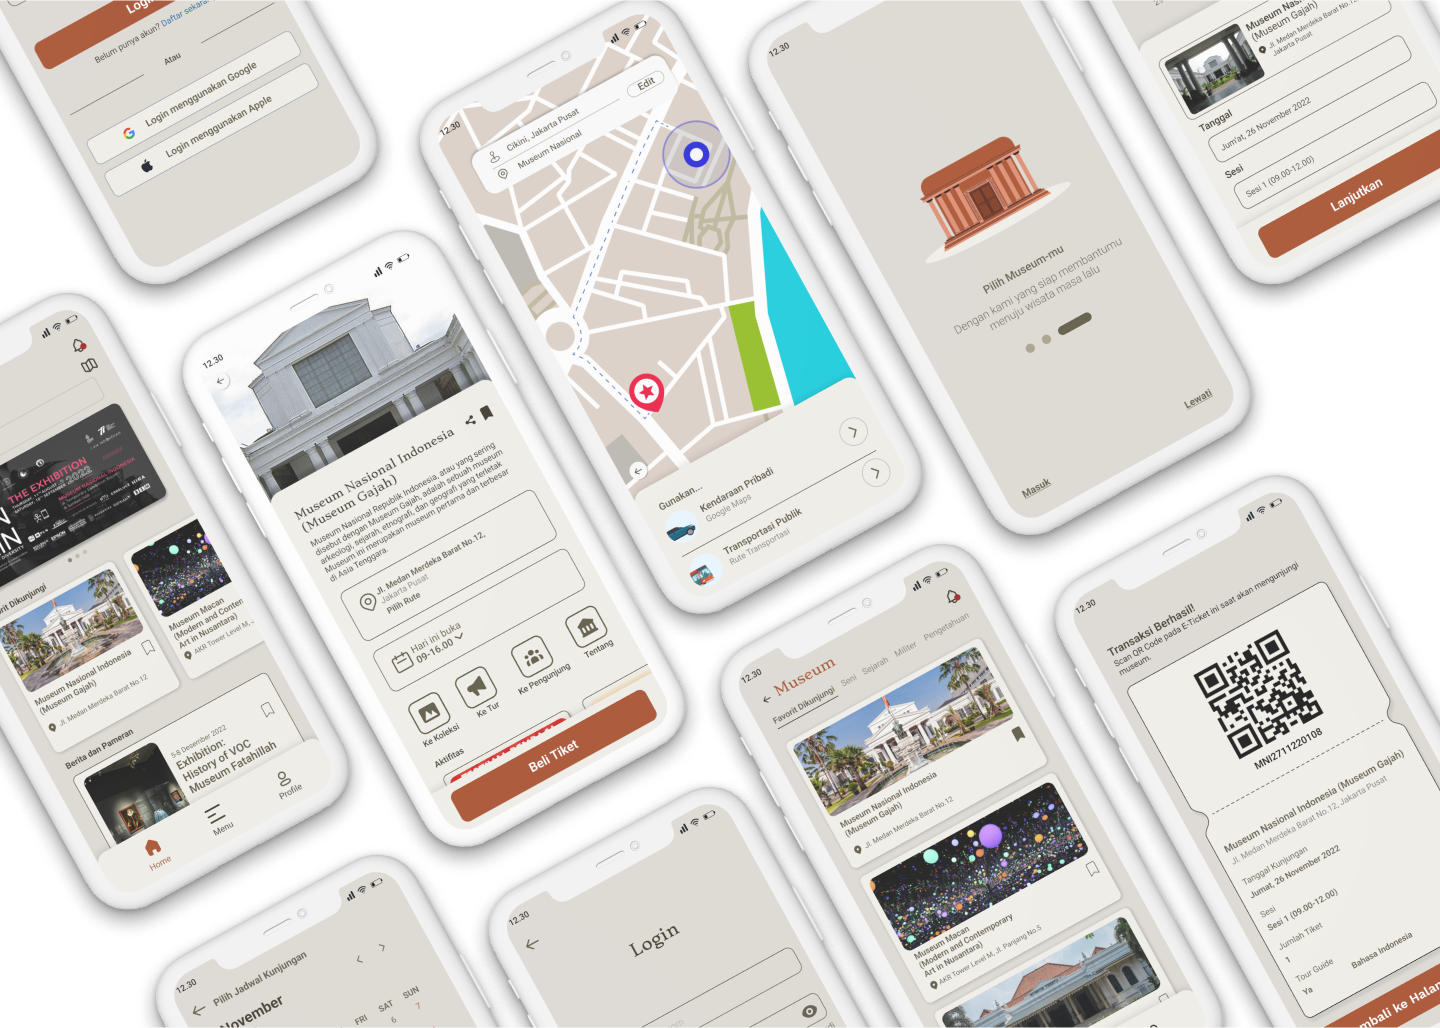 Belum punya akun? Daftar sekarang
Atau
Login menggunakan Google
Login menggunakan Apple
12.30
Cikini, Jakarta Pusat
Museum Nasional
Edit
Gunakan...
Kendaraan Pribadi
Google Maps
Transportasi Publik
Rute Transportasi
12.30
Pilih Museum-mu
Dengan kami yang siap membantumu
menuju wisata masa lalu
Lewati
Masuk
(Museum Gajah)
Jl. Medan Merdeka Barat No.12,
Jakarta Pusat
Tanggal
Jum'at, 26 November 2022
Sesi
Sesi 1 (09.00-12.00)
Lanjutkan
THE EXHIBITION
2022
MUSEUM NASIONAL INDONESIA
Dikunjungi
Museum Nasional Indonesia
(Museum Gajah)
Jl. Medan Merdeka Barat No.12
Museum Macan
(Modern and Conten
Art in Nusantara)
AKR Tower Level M, .
Berita dan Pameran
5-8 Desember 2022
Exhibition:
History of VOC
Museum Fatahillah
Home
Menu
Profile
12.30
Museum Nasional Indonesia
(Museum Gajah)
Museum Nasional Republik Indonesia, atau yang sering
disebut dengan Museum Gajah, adalah sebuah museum
arkeologi, sejarah, etnografi, dan geografi yang terletak
Museum ini merupakan museum pertama dan terbesar
di Asia Tenggara.
Jl. Medan Merdeka Barat No.12,
Jakarta Pusat
Pilih Rute
Hari ini buka
09-16.00
Ke Koleksi
Ke Tur
Ke Pengunjung
Tentang
Aktifitas
Beli Tiket
12.30
Museum
Favorit Dikunjungi
Seni
Sejarah
Militer
Pengetahuan
Museum Nasional Indonesia
(Museum Gajah)
Jl. Medan Merdeka Barat No.12
Museum Macan
(Modern and Contemporary
Art in Nusantara)
AKR Tower Level M, Jl. Panjang No.5
12.30
Transaksi Berhasil!
Scan QR Code pada E-Ticket ini saat akan mengunjungi
museum.
MNI2711220108
Museum Nasional Indonesia (Museum Gajah)
Jl. Medan Merdeka Barat No.12, Jakarta Pusat
Tanggal Kunjungan
Jumat, 26 November 2022
Sesi
Sesi 1 (09.00-12.00)
Jumlah Tiket
1
Tour Guide
Ya
Bahasa Indonesia
mbali ke Halan
12.30
Pilih Jadwal Kunjungan
November
FRI
SAT
SUN
6
7
12.30
Login